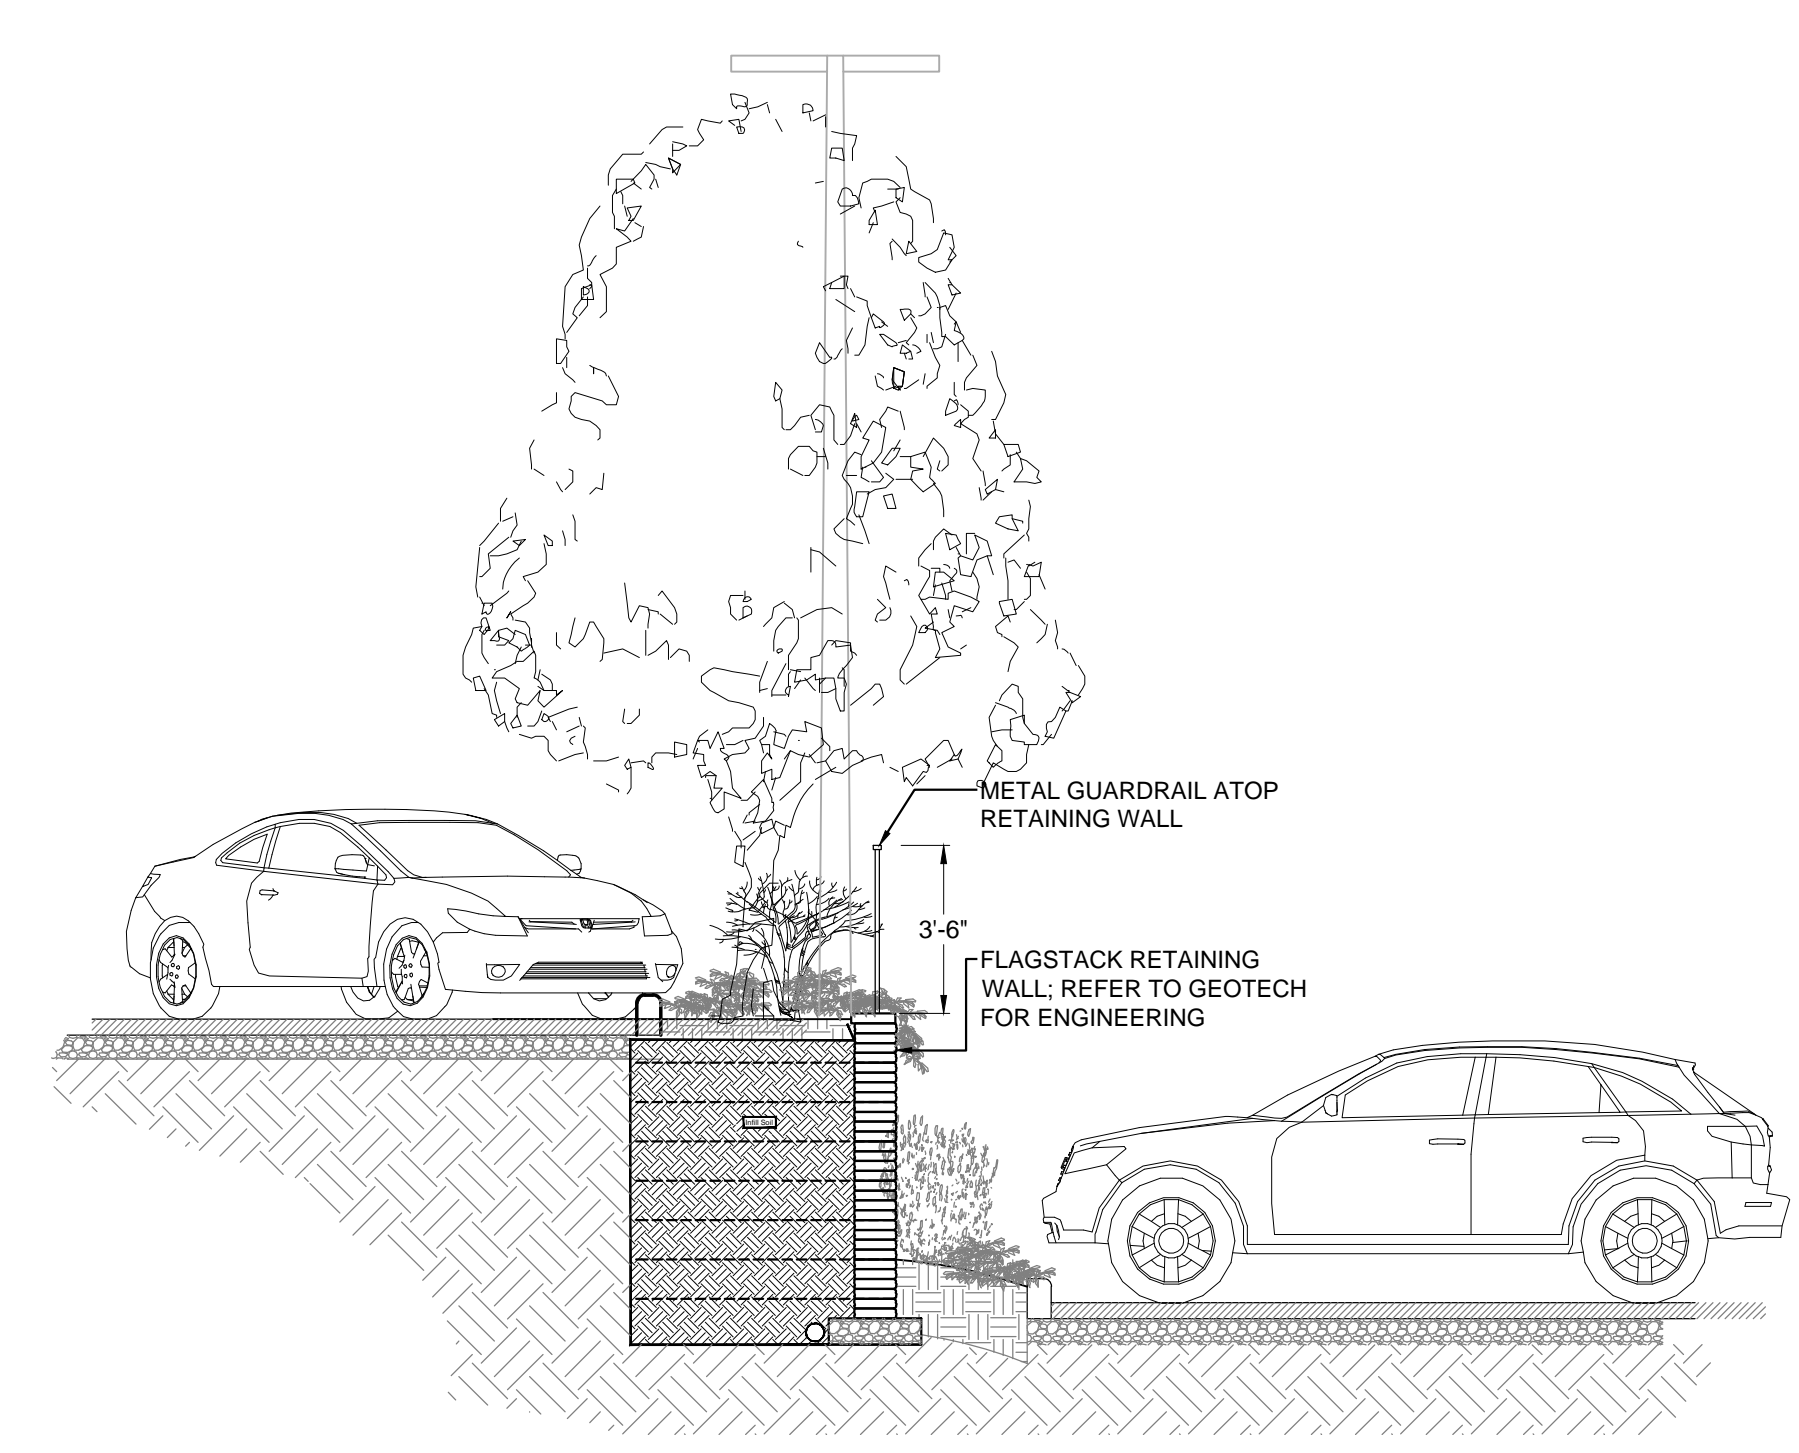 METAL GUARDRAIL ATOP
RETAINING WALL
3'-6"
FLAGSTACK RETAINING
WALL; REFER TO GEOTECH
FOR ENGINEERING
Infill Soil